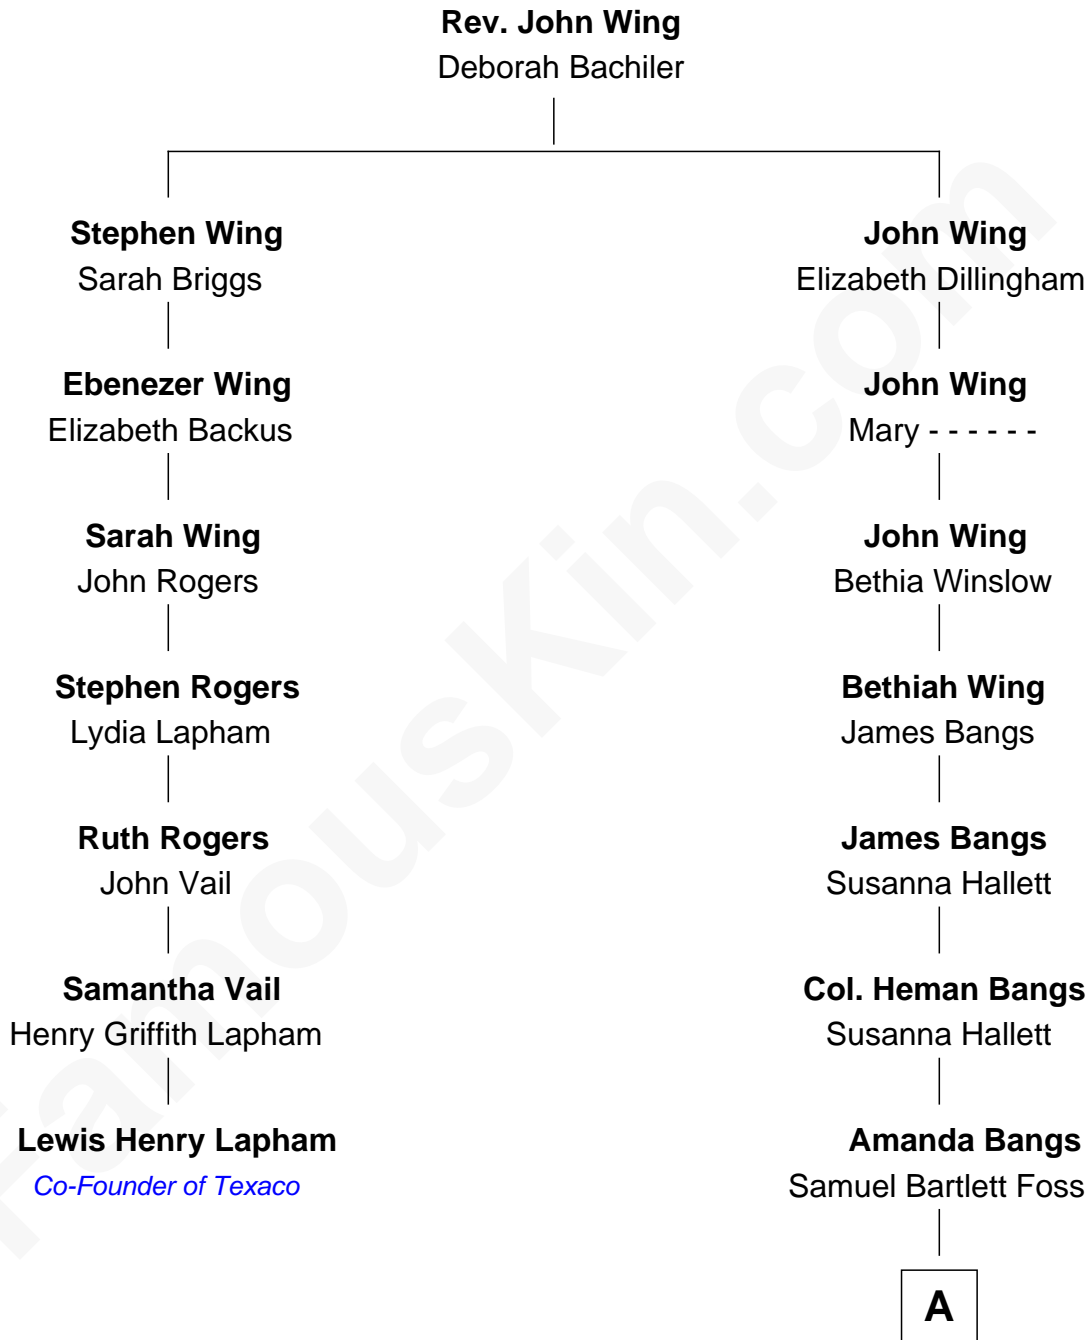 Rev. John Wing
Deborah Bachiler
Stephen Wing
Sarah Briggs
Ebenezer Wing
Elizabeth Backus
Sarah Wing
John Rogers
Stephen Rogers
Lydia Lapham
Ruth Rogers
John Vail
Samantha Vail
Henry Griffith Lapham
Lewis Henry Lapham
Co-Founder of Texaco
John Wing
Elizabeth Dillingham
John Wing
Mary - - - - - -
John Wing
Bethia Winslow
Bethiah Wing
James Bangs
James Bangs
Susanna Hallett
Col. Heman Bangs
Susanna Hallett
Amanda Bangs
Samuel Bartlett Foss
A
FamousKin.com